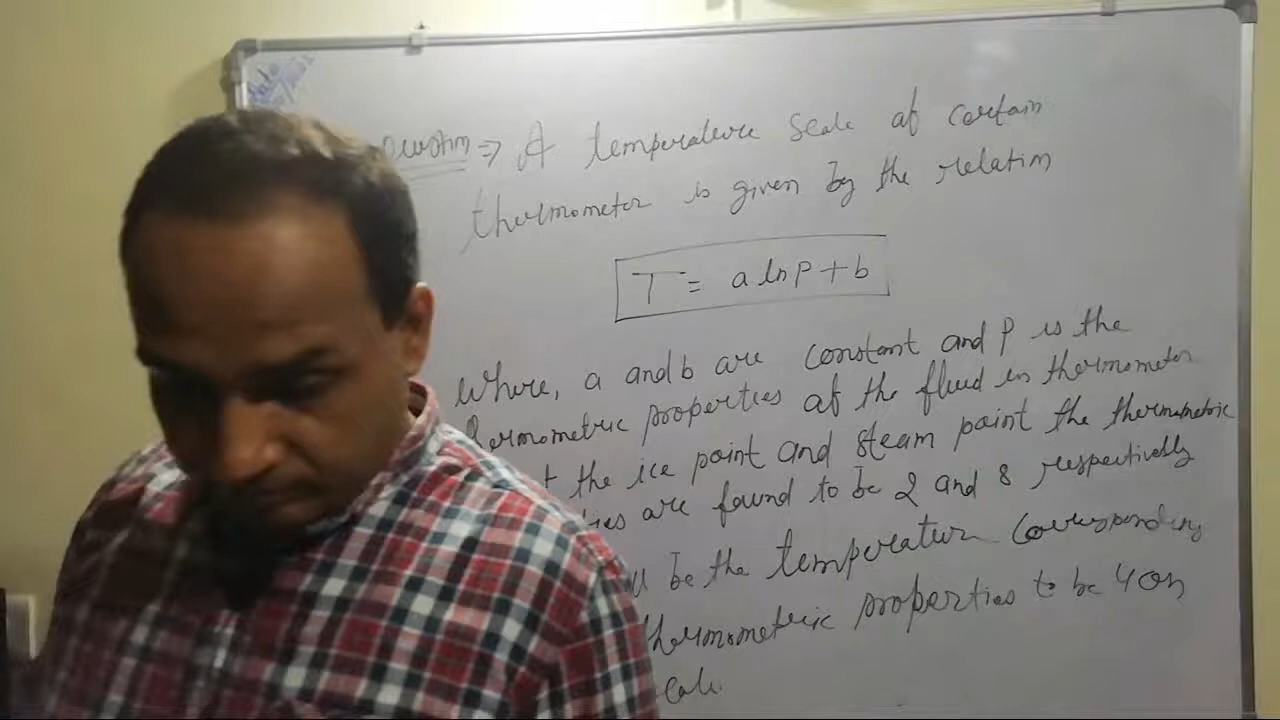 ⇒ A temperature scale of certain
thermometer is given by the relation
T = a ln P + b
Where, a and b are constant and P is the
thermometric properties of the fluid in thermometer
the ice point and steam point the thermometric
are found to be 2 and 8 respectively
be the temperature corresponding
thermometric properties to be 4 on